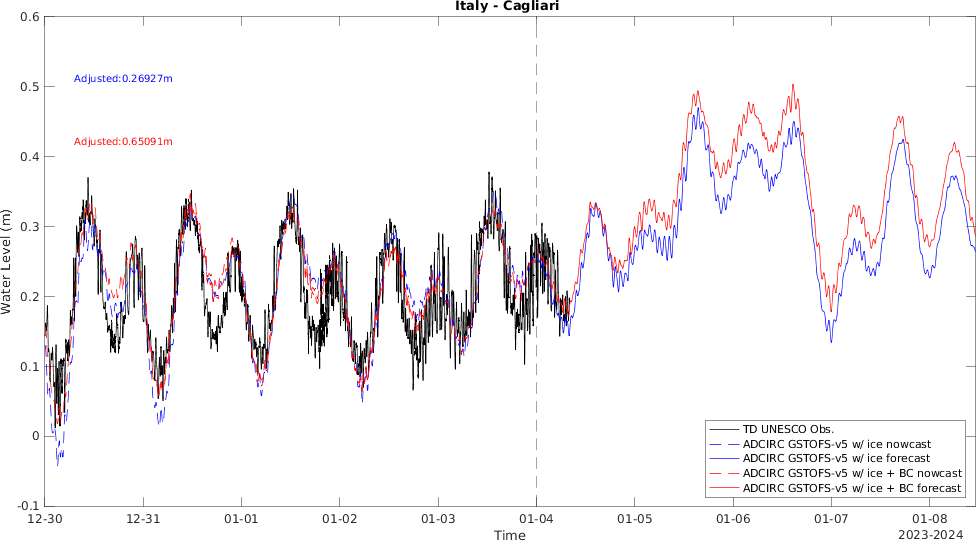 Italy - Cagliari
0.6
0.5
0.4
0.3
0.2
0.1
0
-0.1
Water Level (m)
Adjusted:0.26927m
Adjusted:0.65091m
TD UNESCO Obs.
ADCIRC GSTOFS-v5 w/ ice nowcast
ADCIRC GSTOFS-v5 w/ ice forecast
ADCIRC GSTOFS-v5 w/ ice + BC nowcast
ADCIRC GSTOFS-v5 w/ ice + BC forecast
12-30 12-31 01-01 01-02 01-03 01-04 01-05 01-06 01-07 01-08
Time
2023-2024